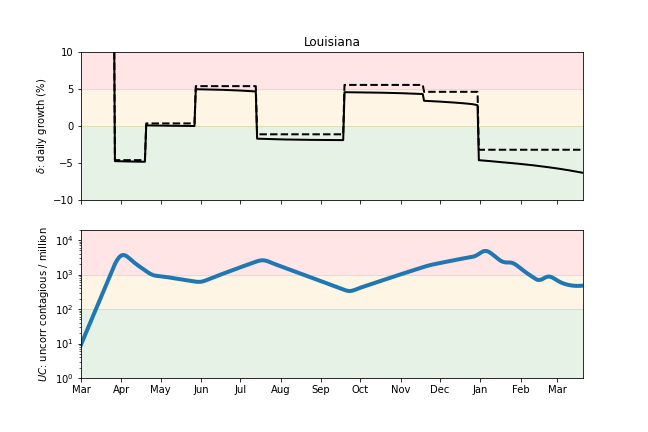 Louisiana
δ: daily growth (%)
10
5
0
−5
−10
UC: uncorr contagious / million
10⁴
10³
10²
10¹
10⁰
Mar Apr May Jun Jul Aug Sep Oct Nov Dec Jan Feb Mar